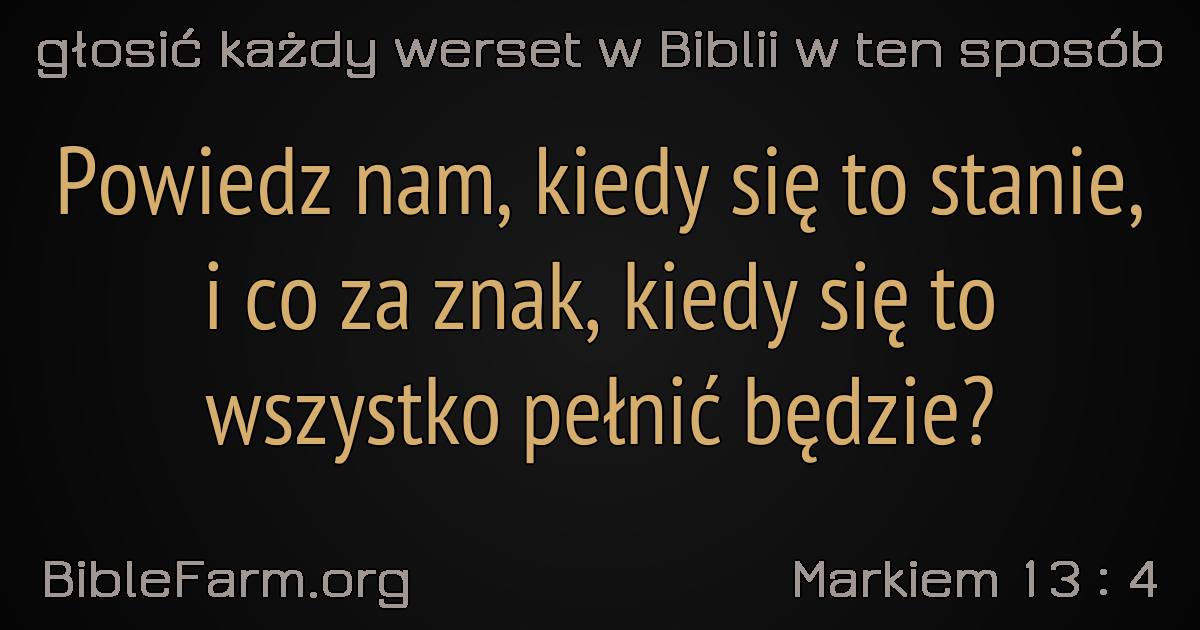 głosić każdy werset w Biblii w ten sposób
Powiedz nam, kiedy się to stanie,
i co za znak, kiedy się to
wszystko pełnić będzie?
BibleFarm.org
Markiem 13 : 4